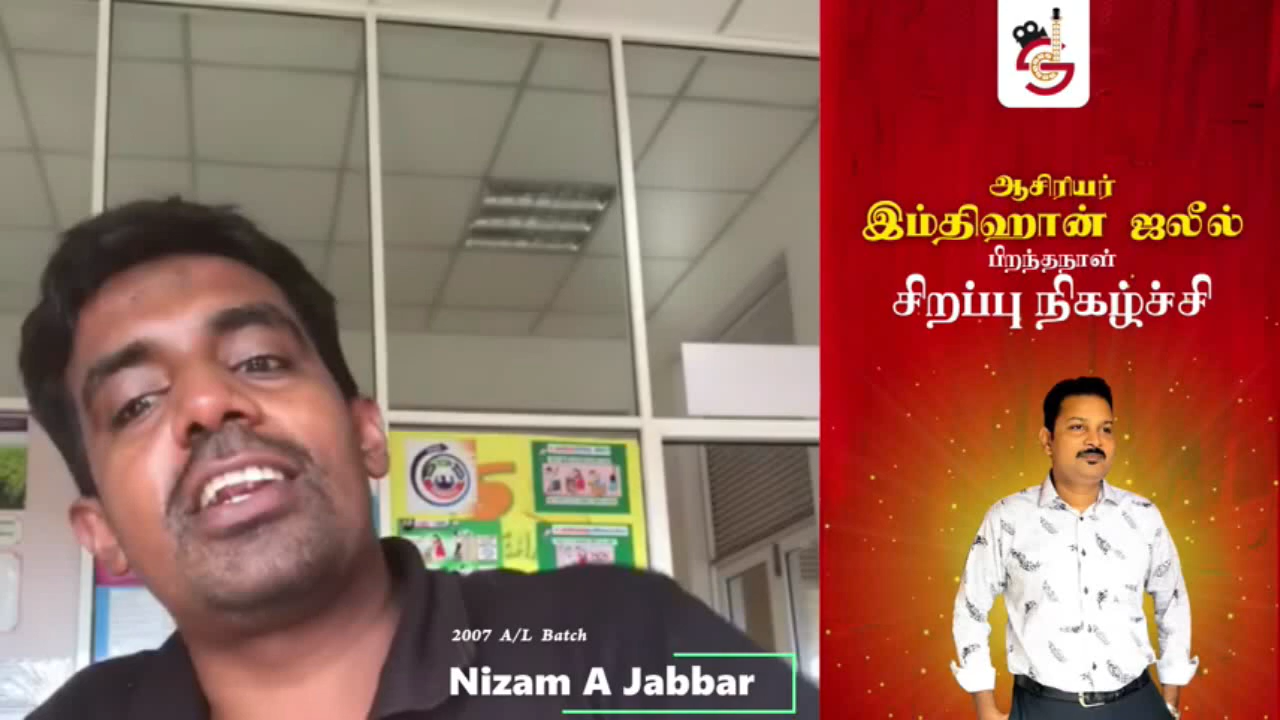 ஆசிரியர்
இம்திஹான் ஜலீல்
பிறந்தநாள்
சிறப்பு நிகழ்ச்சி
2007 A/L Batch
Nizam A Jabbar